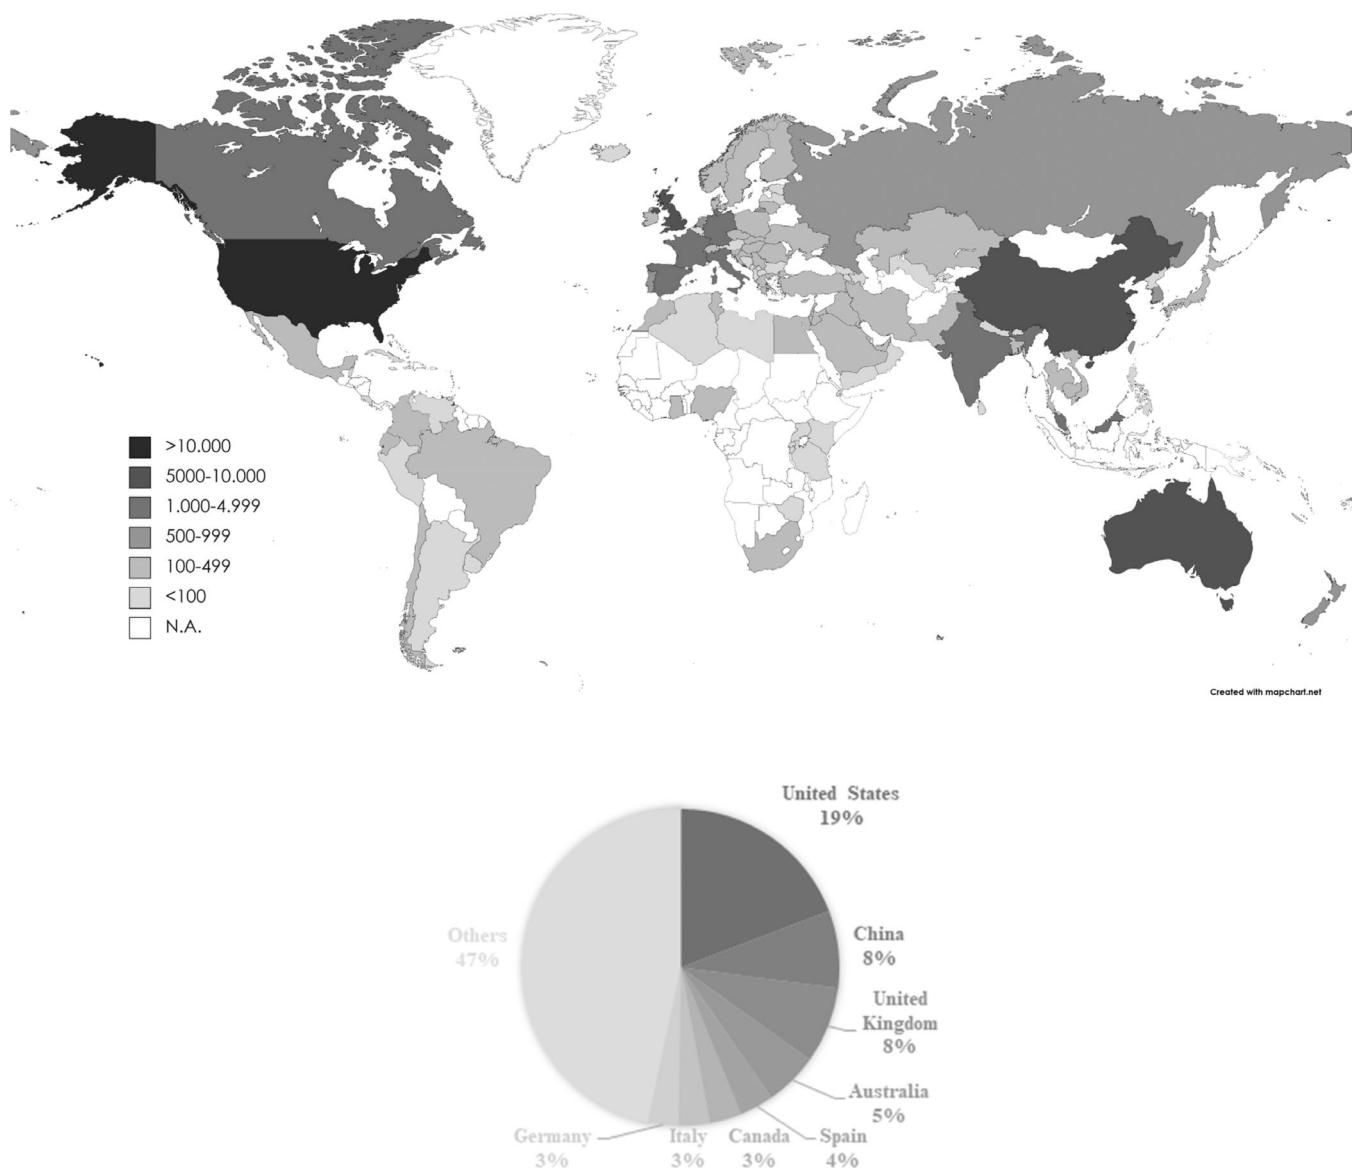 >10.000
5000-10.000
1.000-4.999
500-999
100-499
<100
N.A.
Created with mapchart.net
United States
19%
China
8%
United
Kingdom
8%
Australia
5%
Spain
4%
Canada
3%
Italy
3%
Germany
3%
Others
47%